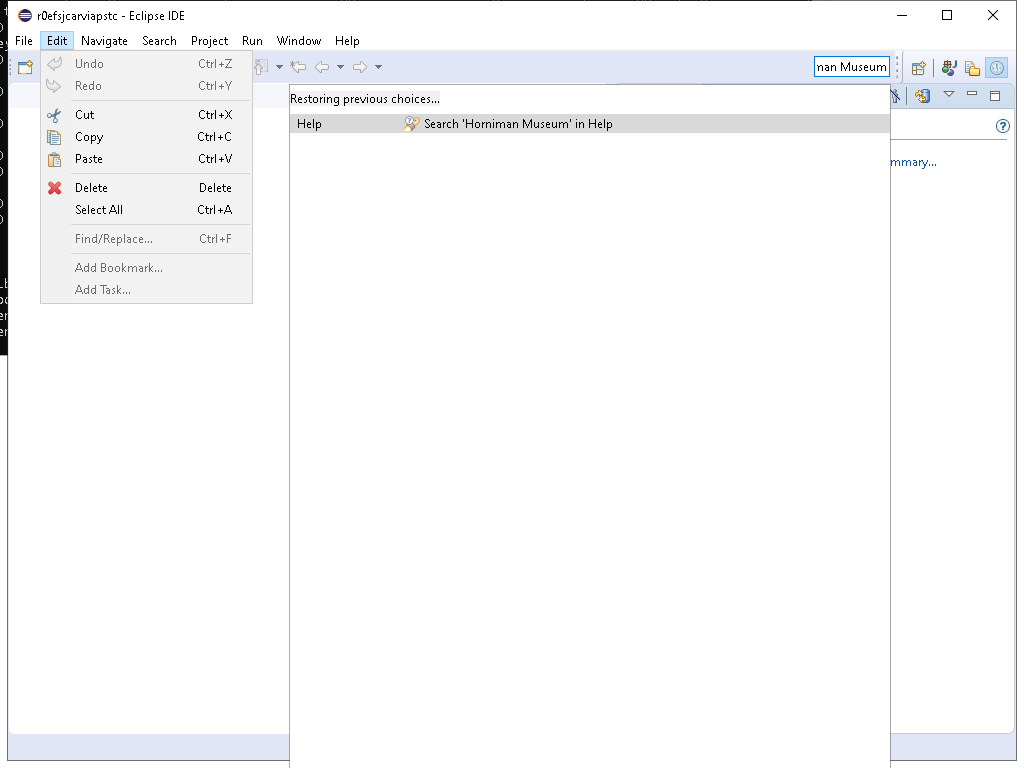 r0efsjcarviapstc - Eclipse IDE
File Edit Navigate Search Project Run Window Help
nan Museum
Undo Ctrl+Z
Redo Ctrl+Y
Cut Ctrl+X
Copy Ctrl+C
Paste Ctrl+V
Delete Delete
Select All Ctrl+A
Find/Replace... Ctrl+F
Add Bookmark...
Add Task...
Restoring previous choices...
Help Search 'Horniman Museum' in Help
mmary...